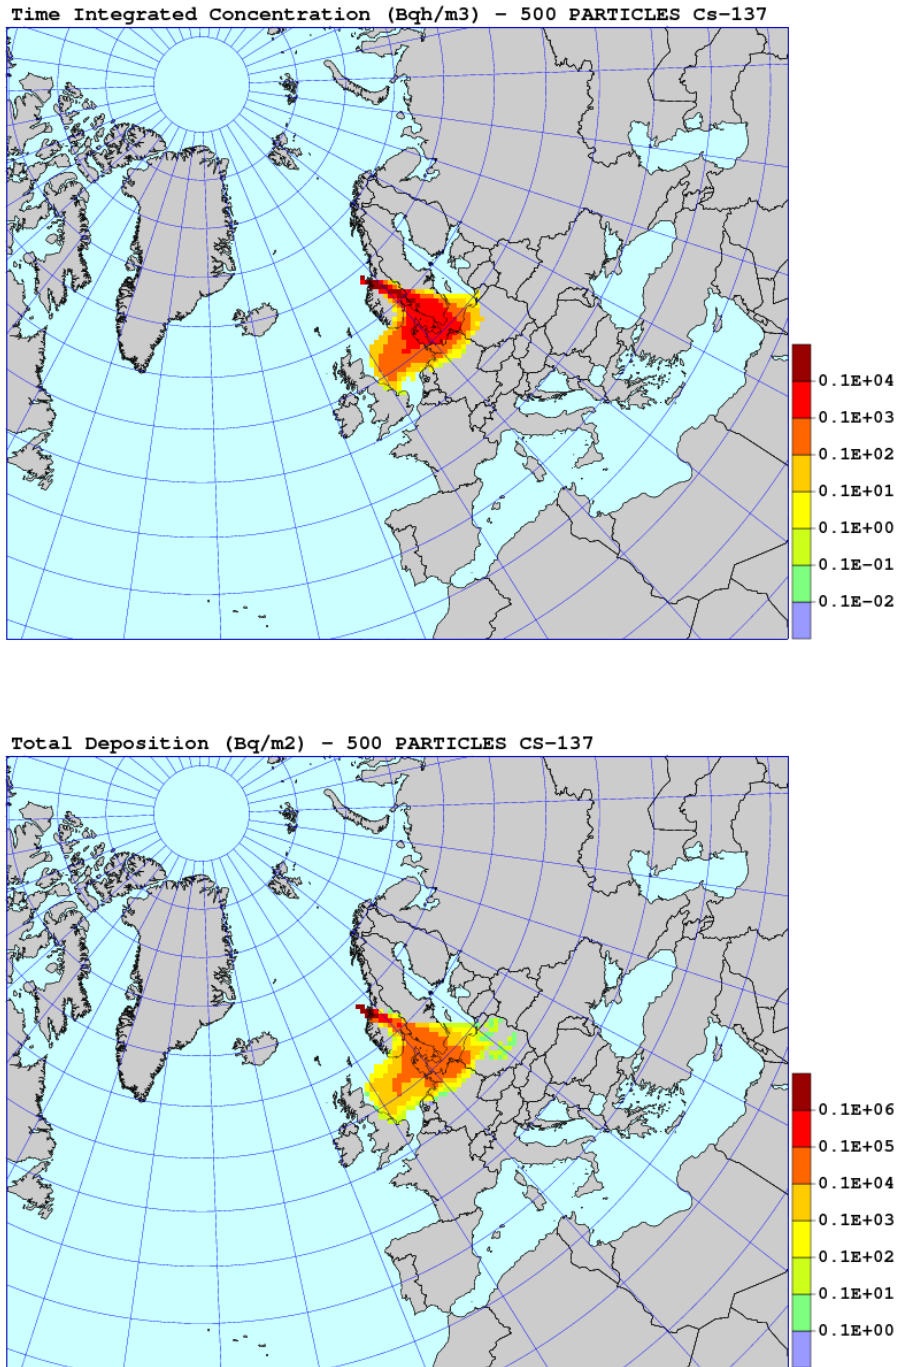 Time Integrated Concentration (Bqh/m3) - 500 PARTICLES Cs-137
0.1E+04
0.1E+03
0.1E+02
0.1E+01
0.1E+00
0.1E-01
0.1E-02
Total Deposition (Bq/m2) - 500 PARTICLES CS-137
0.1E+06
0.1E+05
0.1E+04
0.1E+03
0.1E+02
0.1E+01
0.1E+00